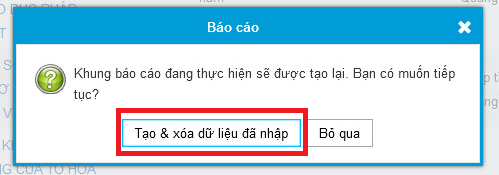 Báo cáo
Khung báo cáo đang thực hiện sẽ được tạo lại. Bạn có muốn tiếp
tục?
Tạo & xóa dữ liệu đã nhập
Bỏ qua